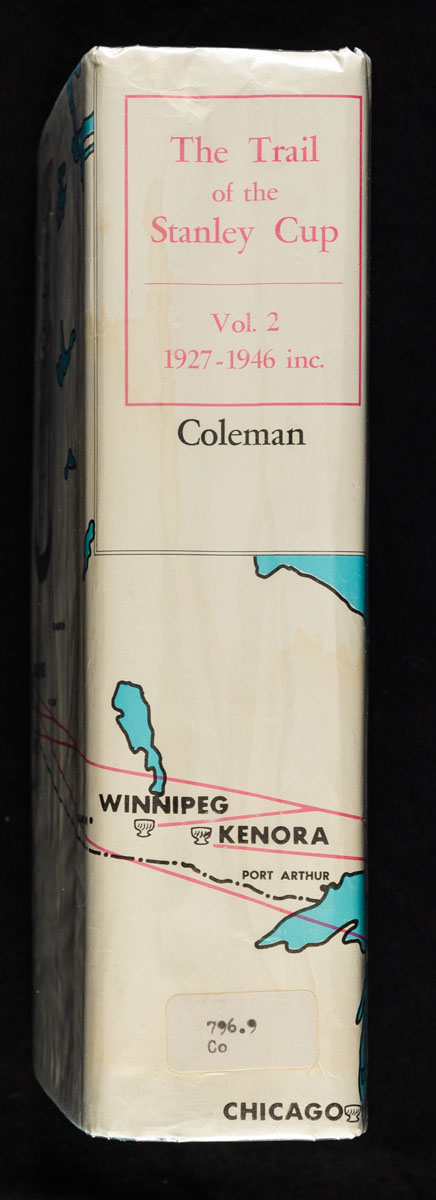 The Trail
of the
Stanley Cup
Vol. 2
1927-1946 inc.
Coleman
WINNIPEG
KENORA
PORT ARTHUR
796.9
Co
CHICAGO